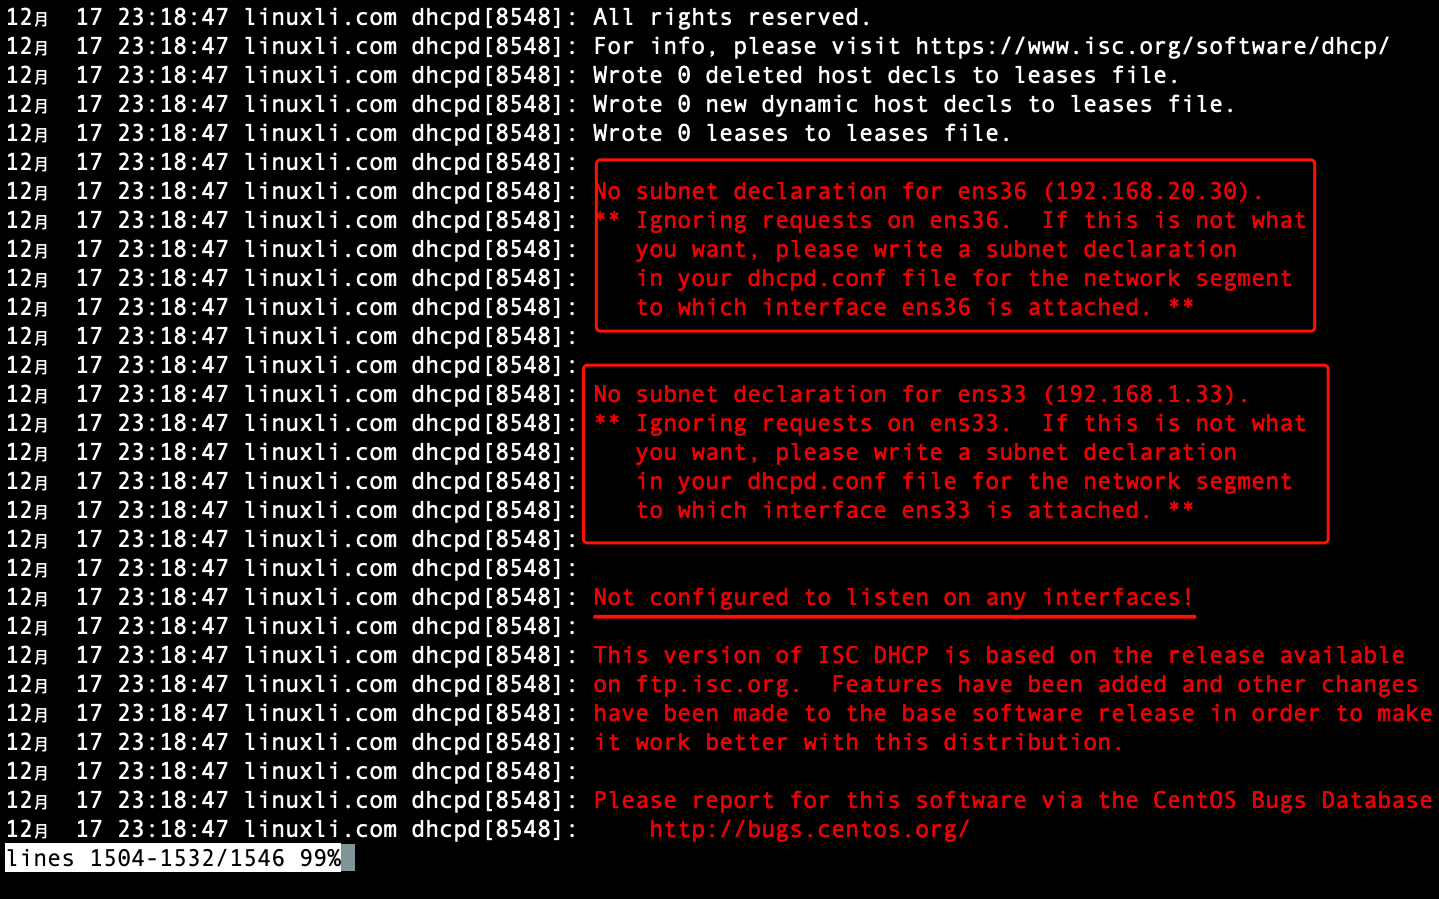 12月  17 23:18:47 linuxli.com dhcpd[8548]: All rights reserved.
12月  17 23:18:47 linuxli.com dhcpd[8548]: For info, please visit https://www.isc.org/software/dhcp/
12月  17 23:18:47 linuxli.com dhcpd[8548]: Wrote 0 deleted host decls to leases file.
12月  17 23:18:47 linuxli.com dhcpd[8548]: Wrote 0 new dynamic host decls to leases file.
12月  17 23:18:47 linuxli.com dhcpd[8548]: Wrote 0 leases to leases file.
12月  17 23:18:47 linuxli.com dhcpd[8548]:
12月  17 23:18:47 linuxli.com dhcpd[8548]: No subnet declaration for ens36 (192.168.20.30).
12月  17 23:18:47 linuxli.com dhcpd[8548]: ** Ignoring requests on ens36.  If this is not what
12月  17 23:18:47 linuxli.com dhcpd[8548]:    you want, please write a subnet declaration
12月  17 23:18:47 linuxli.com dhcpd[8548]:    in your dhcpd.conf file for the network segment
12月  17 23:18:47 linuxli.com dhcpd[8548]:    to which interface ens36 is attached. **
12月  17 23:18:47 linuxli.com dhcpd[8548]:
12月  17 23:18:47 linuxli.com dhcpd[8548]:
12月  17 23:18:47 linuxli.com dhcpd[8548]: No subnet declaration for ens33 (192.168.1.33).
12月  17 23:18:47 linuxli.com dhcpd[8548]: ** Ignoring requests on ens33.  If this is not what
12月  17 23:18:47 linuxli.com dhcpd[8548]:    you want, please write a subnet declaration
12月  17 23:18:47 linuxli.com dhcpd[8548]:    in your dhcpd.conf file for the network segment
12月  17 23:18:47 linuxli.com dhcpd[8548]:    to which interface ens33 is attached. **
12月  17 23:18:47 linuxli.com dhcpd[8548]:
12月  17 23:18:47 linuxli.com dhcpd[8548]:
12月  17 23:18:47 linuxli.com dhcpd[8548]: Not configured to listen on any interfaces!
12月  17 23:18:47 linuxli.com dhcpd[8548]:
12月  17 23:18:47 linuxli.com dhcpd[8548]: This version of ISC DHCP is based on the release available
12月  17 23:18:47 linuxli.com dhcpd[8548]: on ftp.isc.org.  Features have been added and other changes
12月  17 23:18:47 linuxli.com dhcpd[8548]: have been made to the base software release in order to make
12月  17 23:18:47 linuxli.com dhcpd[8548]: it work better with this distribution.
12月  17 23:18:47 linuxli.com dhcpd[8548]:
12月  17 23:18:47 linuxli.com dhcpd[8548]: Please report for this software via the CentOS Bugs Database
12月  17 23:18:47 linuxli.com dhcpd[8548]:     http://bugs.centos.org/
lines 1504-1532/1546 99%